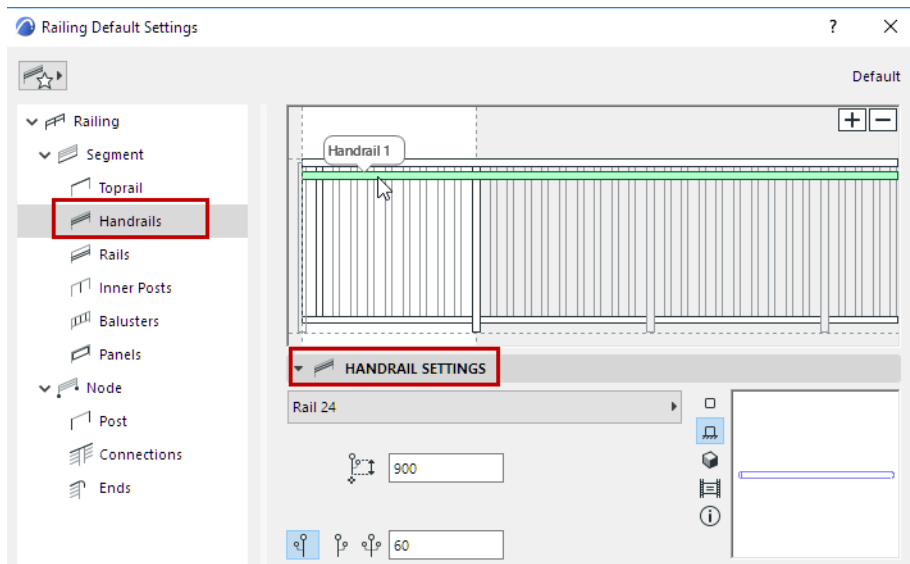 Railing Default Settings
?
Default
Railing
Segment
Toprail
Handrails
Rails
Inner Posts
Balusters
Panels
Node
Post
Connections
Ends
Handrail 1
HANDRAIL SETTINGS
Rail 24
900
60